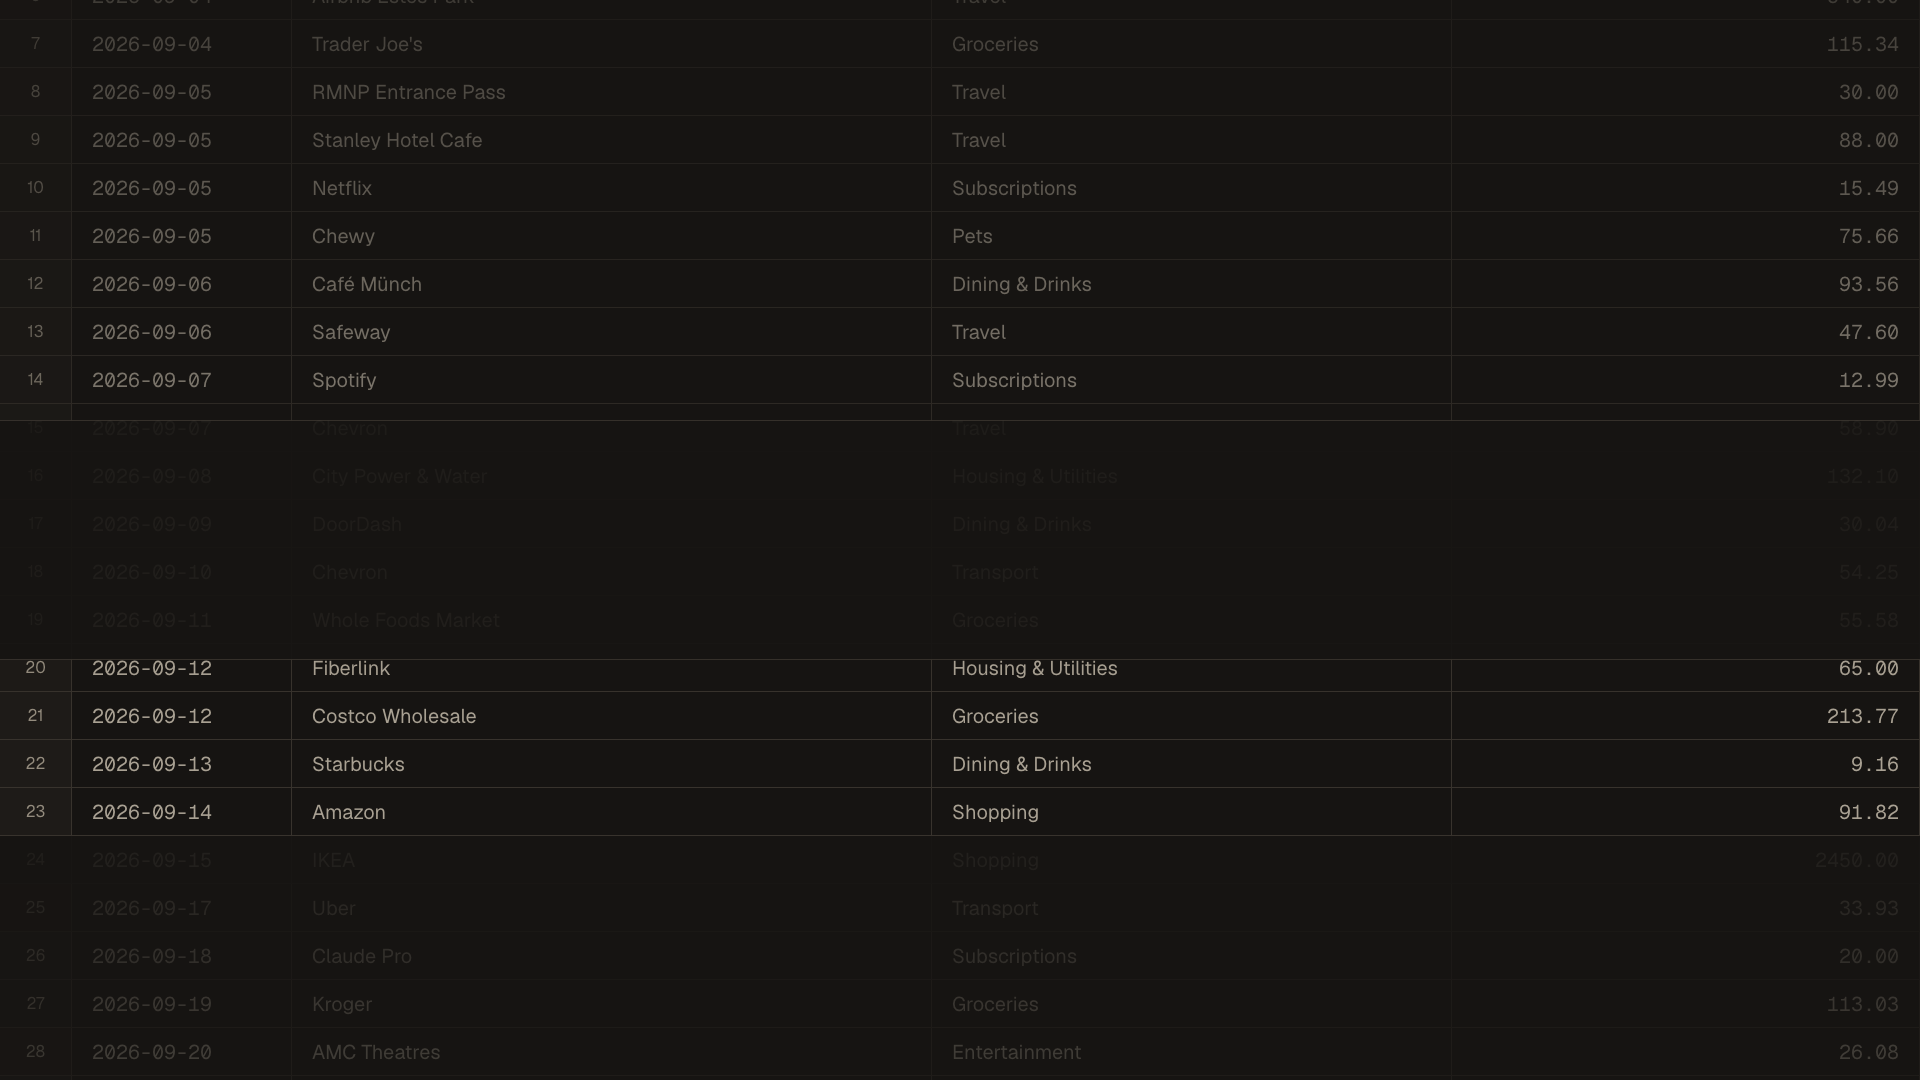 7 2026-09-04 Trader Joe's Groceries 115.34
8 2026-09-05 RMNP Entrance Pass Travel 30.00
9 2026-09-05 Stanley Hotel Cafe Travel 88.00
10 2026-09-05 Netflix Subscriptions 15.49
11 2026-09-05 Chewy Pets 75.66
12 2026-09-06 Café Münch Dining & Drinks 93.56
13 2026-09-06 Safeway Travel 47.60
14 2026-09-07 Spotify Subscriptions 12.99
15 2026-09-07 Chevron Travel 58.90
16 2026-09-08 City Power & Water Housing & Utilities 132.10
17 2026-09-09 DoorDash Dining & Drinks 30.04
18 2026-09-10 Chevron Transport 54.25
19 2026-09-11 Whole Foods Market Groceries 55.58
20 2026-09-12 Fiberlink Housing & Utilities 65.00
21 2026-09-12 Costco Wholesale Groceries 213.77
22 2026-09-13 Starbucks Dining & Drinks 9.16
23 2026-09-14 Amazon Shopping 91.82
24 2026-09-15 IKEA Shopping 2450.00
25 2026-09-17 Uber Transport 33.93
26 2026-09-18 Claude Pro Subscriptions 20.00
27 2026-09-19 Kroger Groceries 113.03
28 2026-09-20 AMC Theatres Entertainment 26.08